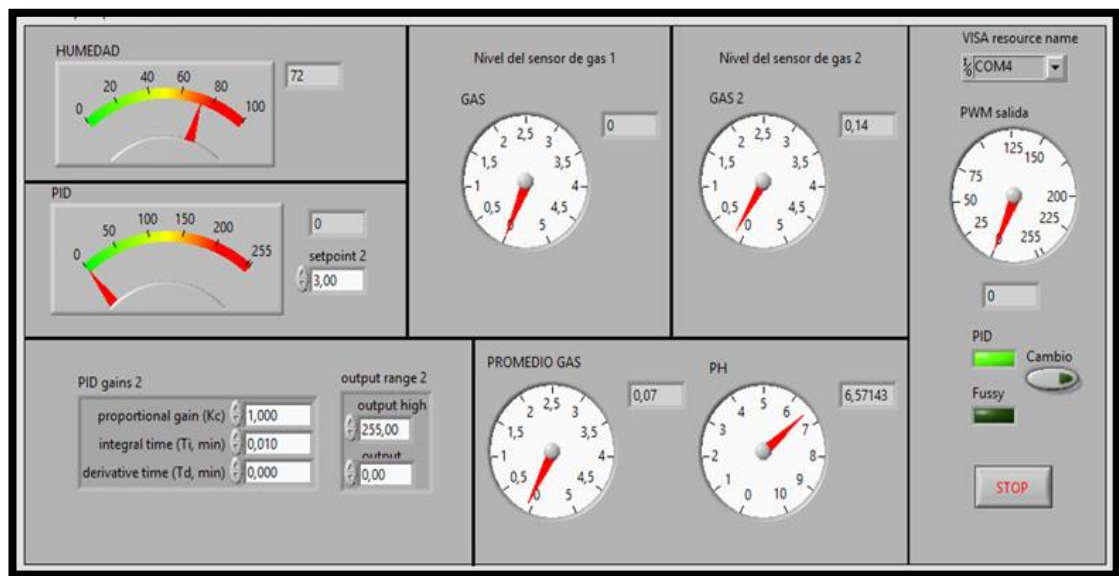 HUMEDAD
0 20 40 60 80 100
72
PID
0 50 100 150 200 255
0
setpoint 2
3,00
Nivel del sensor de gas 1
GAS
0
0 0,5 1 1,5 2 2,5 3 3,5 4 4,5 5
Nivel del sensor de gas 2
GAS 2
0,14
0 0,5 1 1,5 2 2,5 3 3,5 4 4,5 5
VISA resource name
COM4
PWM salida
0 25 50 75 125 150 200 225 255
0
PID
Cambio
Fussy
STOP
PID gains 2
proportional gain (Kc) 1,000
integral time (Ti, min) 0,010
derivative time (Td, min) 0,000
output range 2
output high
255,00
output
0,00
PROMEDIO GAS
0,07
0 0,5 1 1,5 2 2,5 3 3,5 4 4,5 5
PH
6,57143
0 1 2 3 4 5 6 7 8 9 10